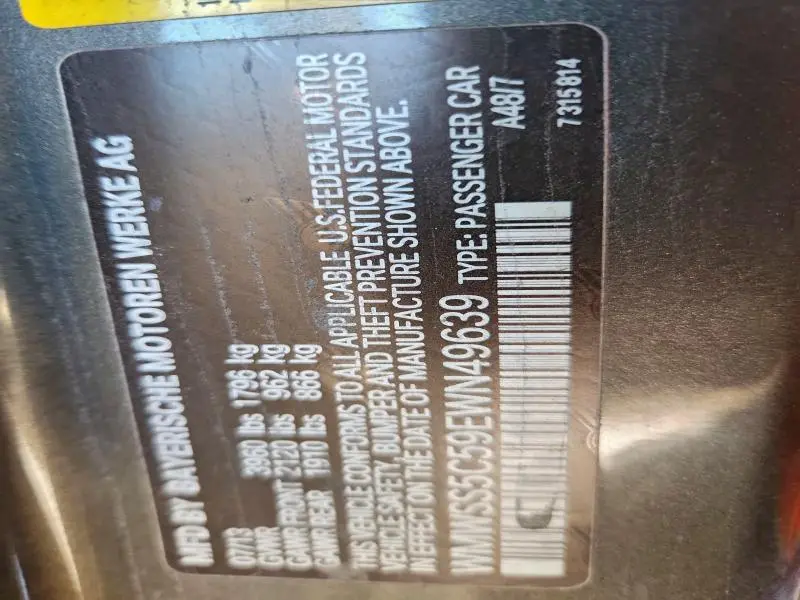 MFD BY BAYERISCHE MOTOREN WERKE AG
07/13
GVWR 3960 lbs 1796 kg
GAWR FRONT 2120 lbs 962 kg
GAWR REAR 1910 lbs 866 kg
THIS VEHICLE CONFORMS TO ALL APPLICABLE U.S. FEDERAL MOTOR
VEHICLE SAFETY, BUMPER AND THEFT PREVENTION STANDARDS
IN EFFECT ON THE DATE OF MANUFACTURE SHOWN ABOVE.
WMWSS5C59EWN49639 TYPE: PASSENGER CAR
A48/7
7315814